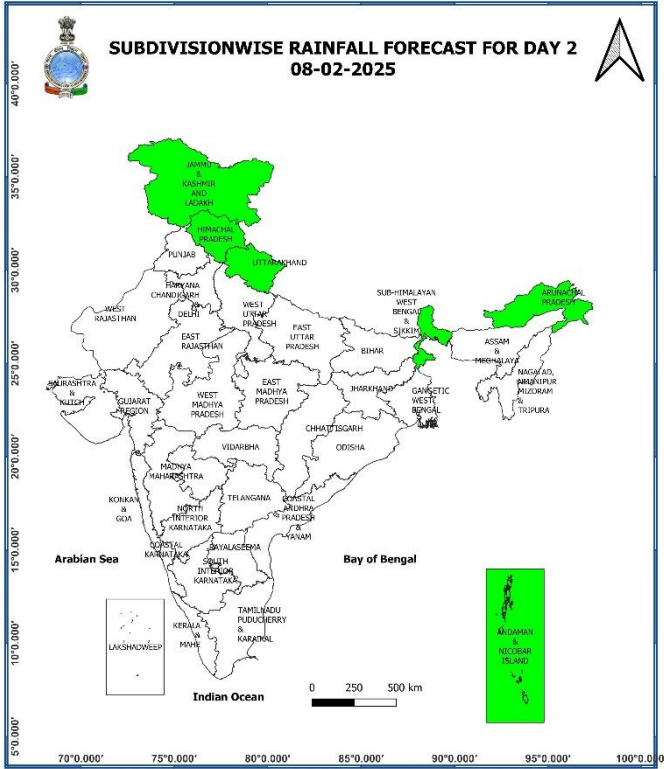 SUBDIVISIONWISE RAINFALL FORECAST FOR DAY 2
08-02-2025
40°0.000'
35°0.000'
30°0.000'
25°0.000'
20°0.000'
15°0.000'
10°0.000'
5°0.000'
JAMMU
&
KASHMIR
AND
LADAKH
HIMACHAL
PRADESH
PUNJAB
UTTARAKHAND
HARYANA
CHANDIGARH
&
DELHI
WEST
RAJASTHAN
WEST
UTTAR
PRADESH
EAST
RAJASTHAN
EAST
UTTAR
PRADESH
SUB-HIMALAYAN
WEST
BENGAL
&
SIKKIM
ARUNACHAL
PRADESH
ASSAM
&
MEGHALAYA
BIHAR
MANIPUR
MIZORAM
&
TRIPURA
SAURASHTRA
&
KUTCH
GUJARAT
REGION
WEST
MADHYA
PRADESH
EAST
MADHYA
PRADESH
JHARKHAND
GANGETIC
WEST
BENGAL
CHHATTISGARH
ODISHA
VIDARBHA
MADHYA
MAHARASHTRA
KONKAN
&
GOA
TELANGANA
NORTH
INTERIOR
KARNATAKA
COASTAL
ANDHRA
PRADESH
&
YANAM
COASTAL
KARNATAKA
RAYALASEEMA
SOUTH
INTERIOR
KARNATAKA
Arabian Sea
Bay of Bengal
LAKSHADWEEP
KERALA
&
MAHE
TAMILNADU
PUDUCHERRY
&
KARAIKAL
ANDAMAN
&
NICOBAR
ISLAND
Indian Ocean
0 250 500 km
70°0.000' 75°0.000' 80°0.000' 85°0.000' 90°0.000' 95°0.000' 100°0.000'